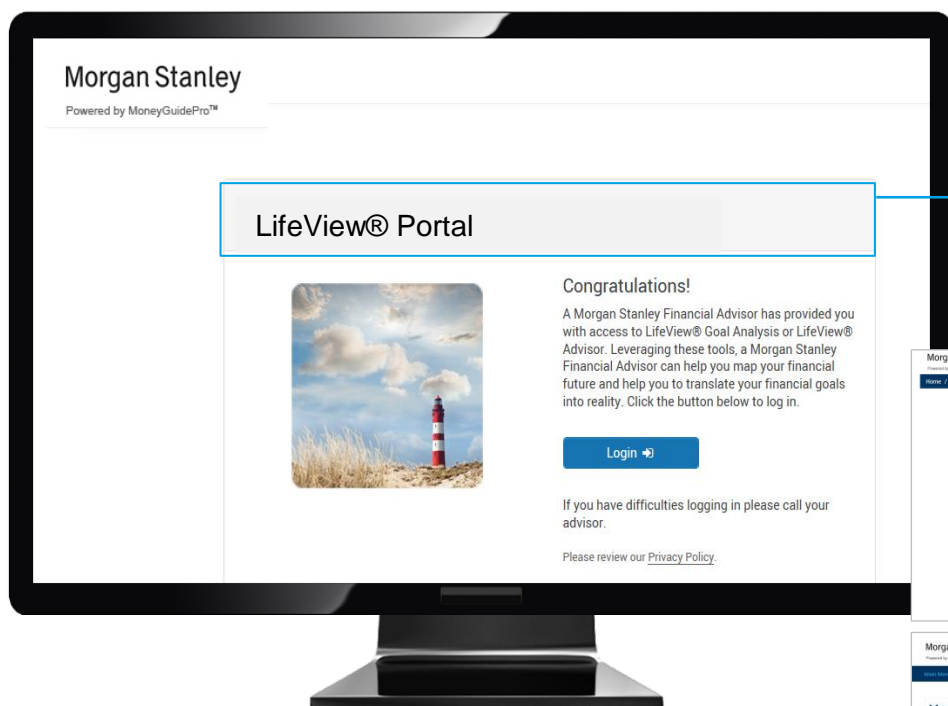 Morgan Stanley
Powered by MoneyGuidePro™
LifeView® Portal
Congratulations!
A Morgan Stanley Financial Advisor has provided you
with access to LifeView® Goal Analysis or LifeView®
Advisor. Leveraging these tools, a Morgan Stanley
Financial Advisor can help you map your financial
future and help you to translate your financial goals
into reality. Click the button below to log in.
Login
If you have difficulties logging in please call your
advisor.
Please review our Privacy Policy.
Home /